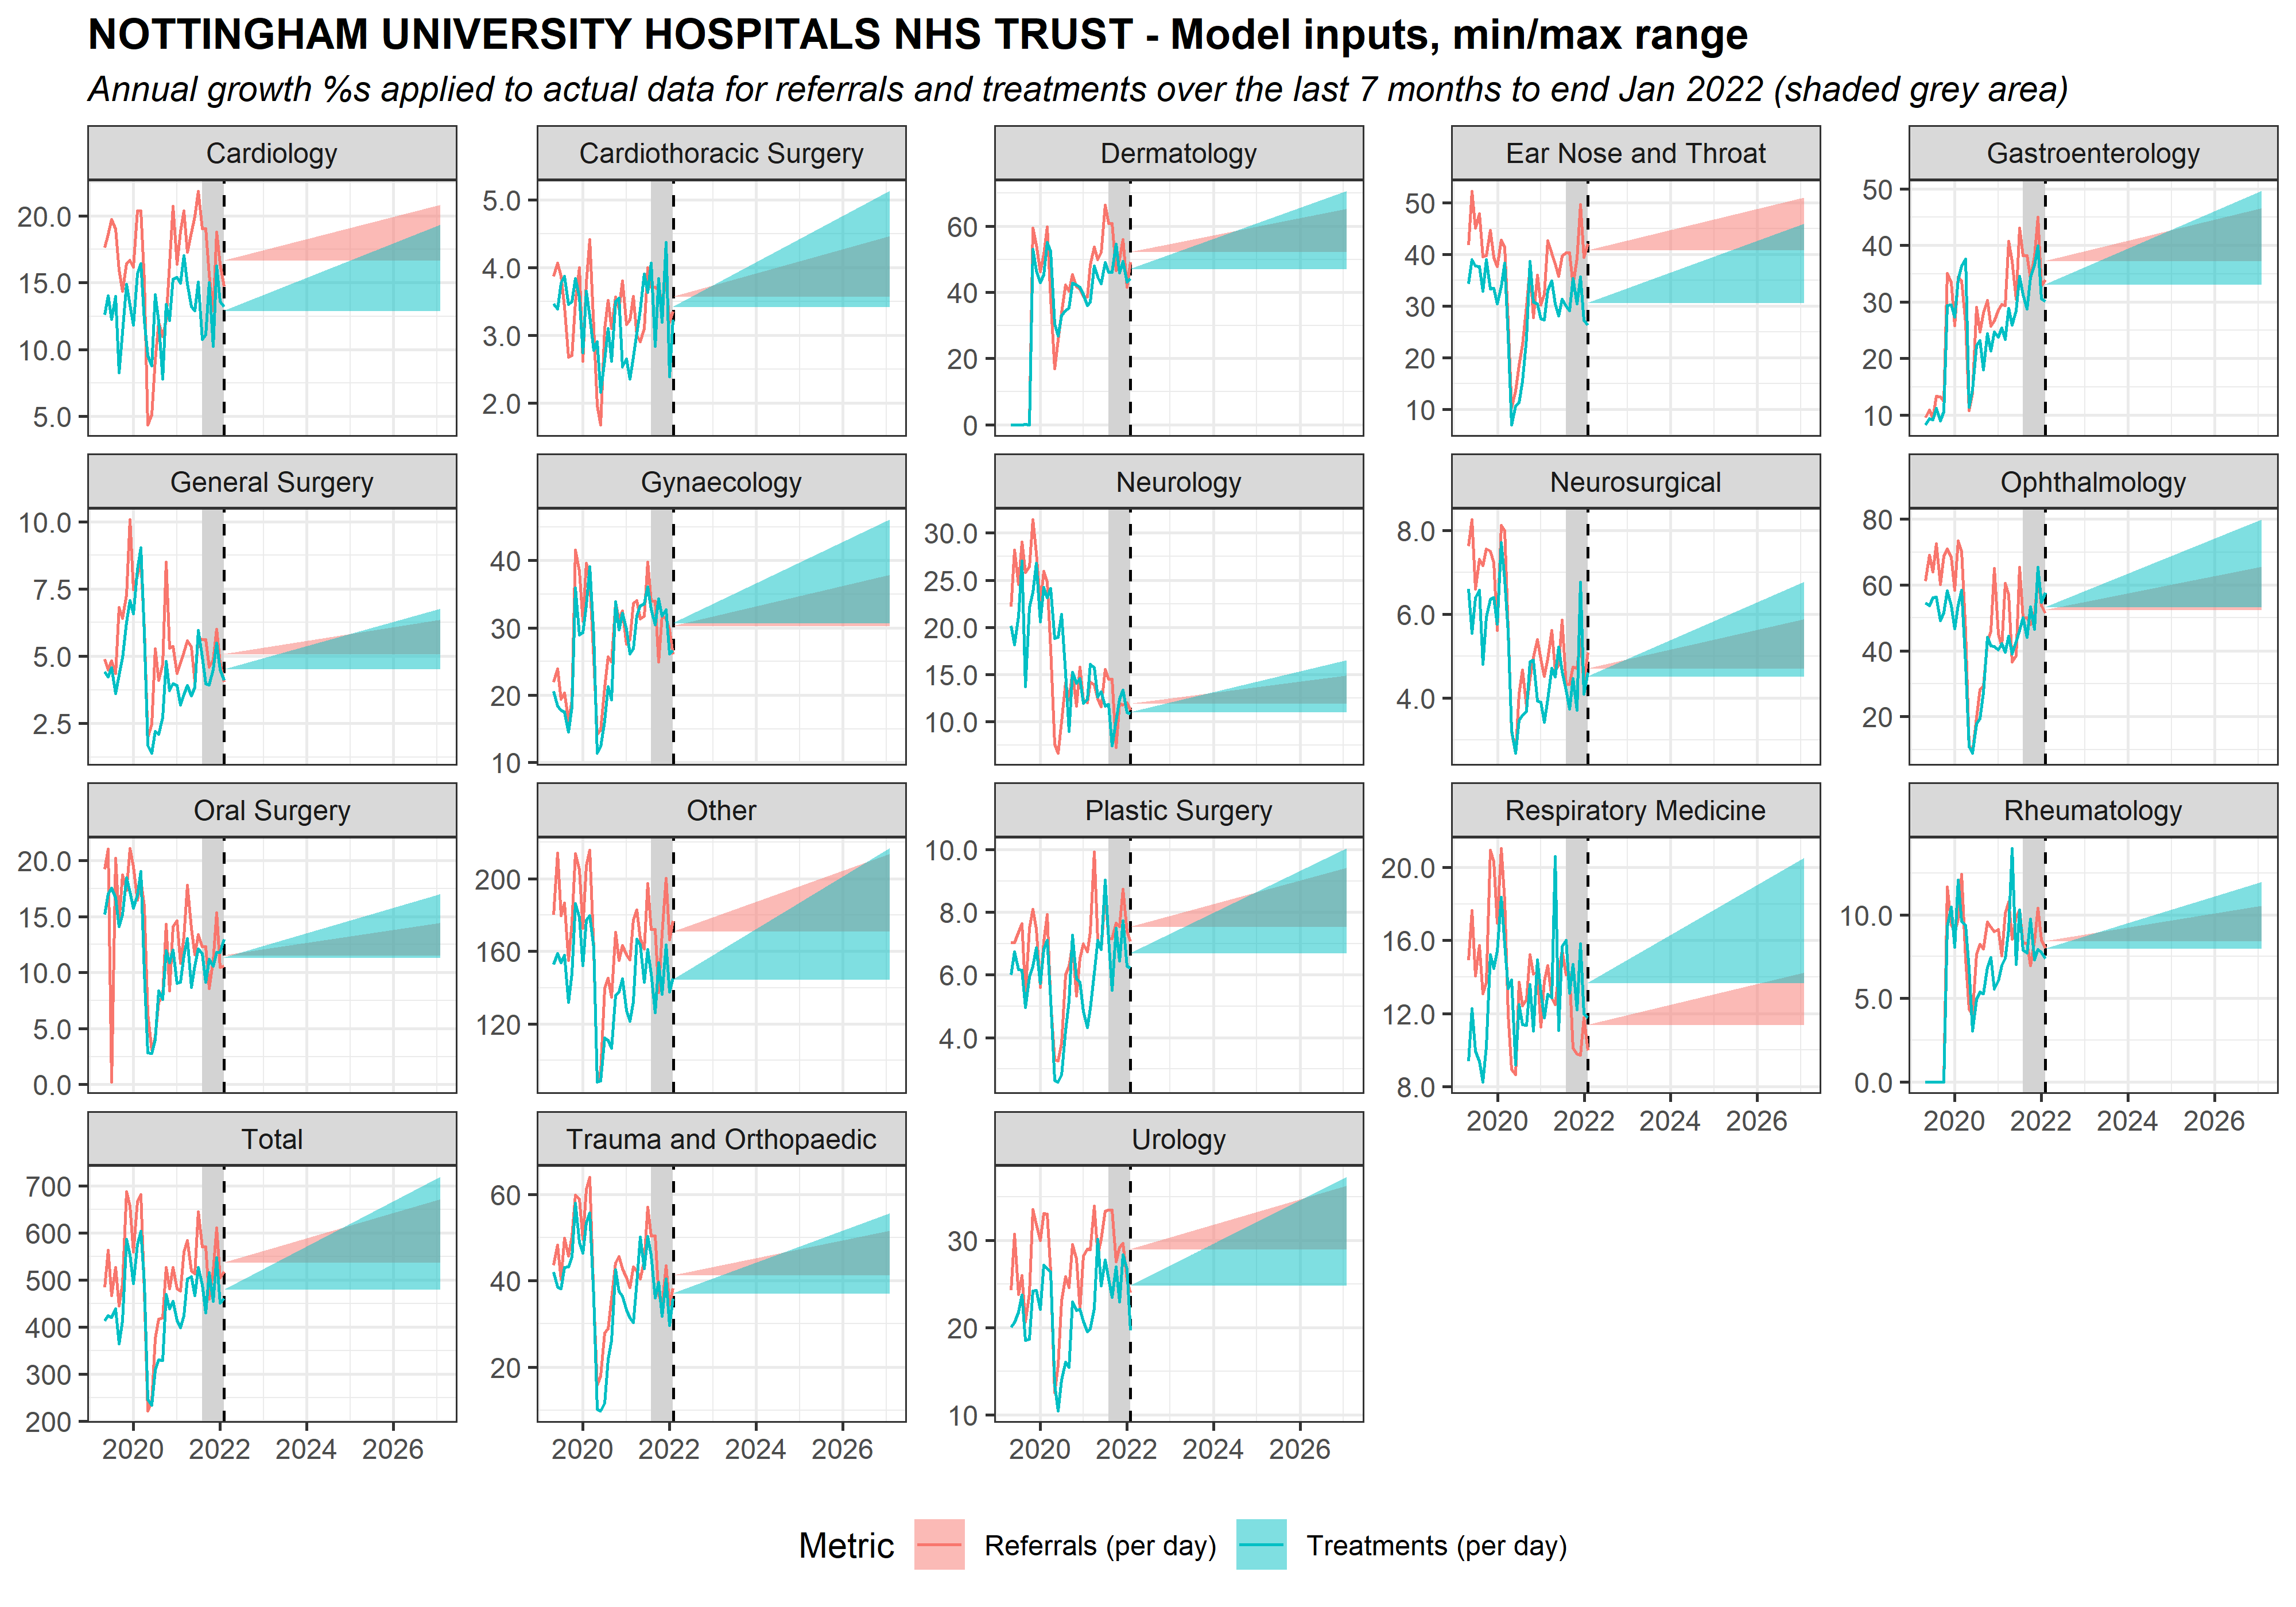 NOTTINGHAM UNIVERSITY HOSPITALS NHS TRUST - Model inputs, min/max range
Annual growth %s applied to actual data for referrals and treatments over the last 7 months to end Jan 2022 (shaded grey area)
Cardiology
20.0
15.0
10.0
5.0
Cardiothoracic Surgery
5.0
4.0
3.0
2.0
Dermatology
60
40
20
0
Ear Nose and Throat
50
40
30
20
10
Gastroenterology
50
40
30
20
10
General Surgery
10.0
7.5
5.0
2.5
Gynaecology
40
30
20
10
Neurology
30.0
25.0
20.0
15.0
10.0
Neurosurgical
8.0
6.0
4.0
Ophthalmology
80
60
40
20
Oral Surgery
20.0
15.0
10.0
5.0
0.0
Other
200
160
120
Plastic Surgery
10.0
8.0
6.0
4.0
Respiratory Medicine
20.0
16.0
12.0
8.0
2020 2022 2024 2026
Rheumatology
10.0
5.0
0.0
2020 2022 2024 2026
Total
700
600
500
400
300
200
2020 2022 2024 2026
Trauma and Orthopaedic
60
40
20
2020 2022 2024 2026
Urology
30
20
10
2020 2022 2024 2026
Metric Referrals (per day) Treatments (per day)